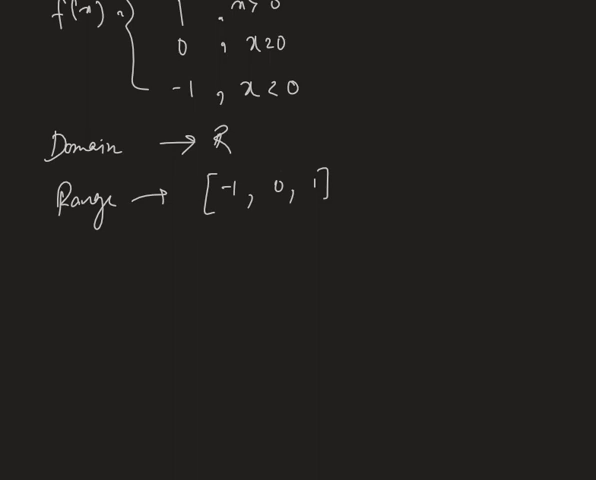 f(x) = { 1 , x > 0
0 , x = 0
-1 , x < 0
Domain → R
Range → [-1, 0, 1]